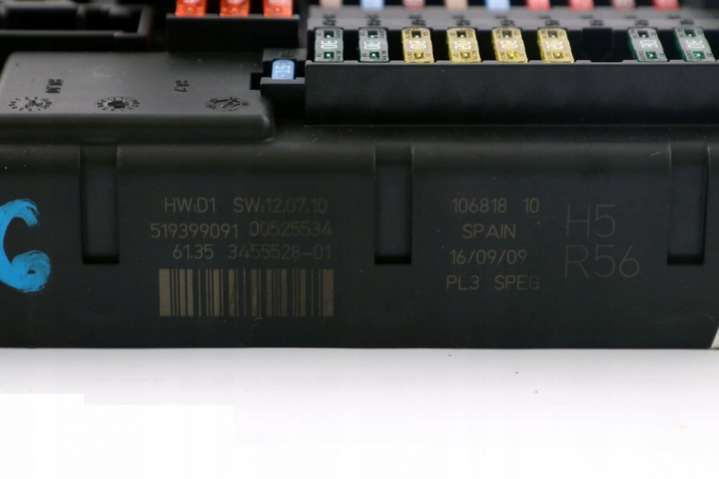 HW:D1 SW:12.07.10
519399091 00525534
61.35 3455528-01
106818 10
SPAIN
16/09/09
PL3 SPEG
H5
R56